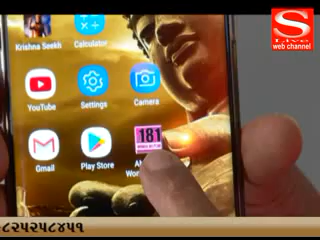 S
Live
web channel
Krishna Seekh
Calculator
YouTube
Settings
Camera
181
Gmail
Play Store
૮૨૫૨૫૮૪૫૧